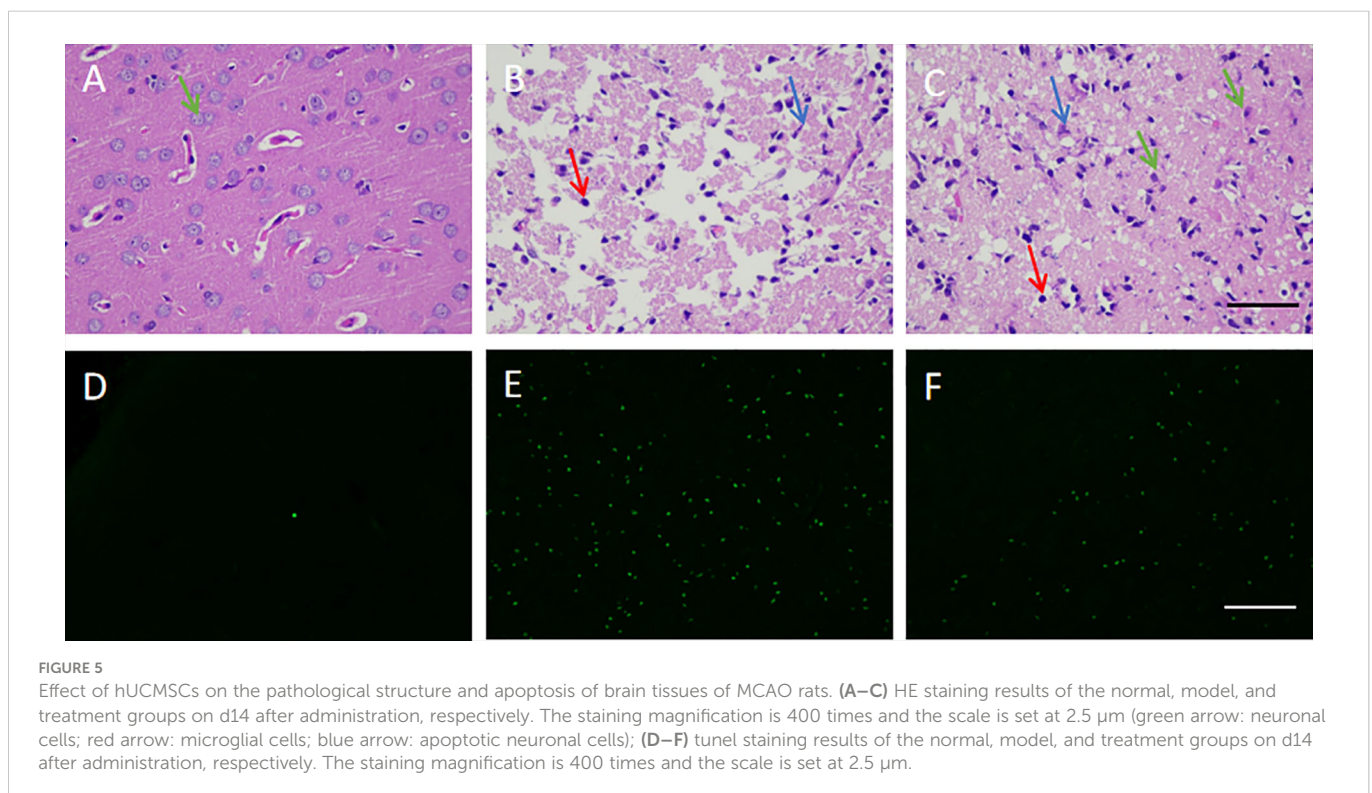 A
B
C
D
E
F
FIGURE 5
Effect of hUCMSCs on the pathological structure and apoptosis of brain tissues of MCAO rats. (A–C) HE staining results of the normal, model, and
treatment groups on d14 after administration, respectively. The staining magnification is 400 times and the scale is set at 2.5 μm (green arrow: neuronal
cells; red arrow: microglial cells; blue arrow: apoptotic neuronal cells); (D–F) tunel staining results of the normal, model, and treatment groups on d14
after administration, respectively. The staining magnification is 400 times and the scale is set at 2.5 μm.